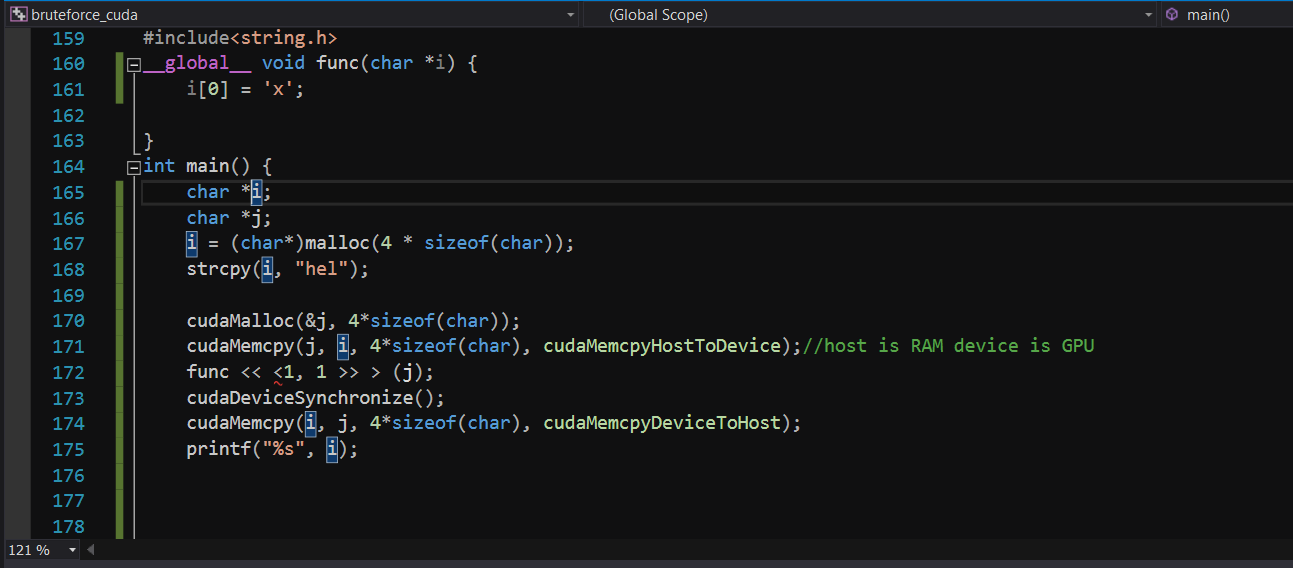 bruteforce_cuda (Global Scope) main()
159 #include<string.h>
160 __global__ void func(char *i) {
161 i[0] = 'x';
162
163 }
164 int main() {
165 char *i;
166 char *j;
167 i = (char*)malloc(4 * sizeof(char));
168 strcpy(i, "hel");
169
170 cudaMalloc(&j, 4*sizeof(char));
171 cudaMemcpy(j, i, 4*sizeof(char), cudaMemcpyHostToDevice);//host is RAM device is GPU
172 func << <1, 1 >> > (j);
173 cudaDeviceSynchronize();
174 cudaMemcpy(i, j, 4*sizeof(char), cudaMemcpyDeviceToHost);
175 printf("%s", i);
176
177
178
121 %